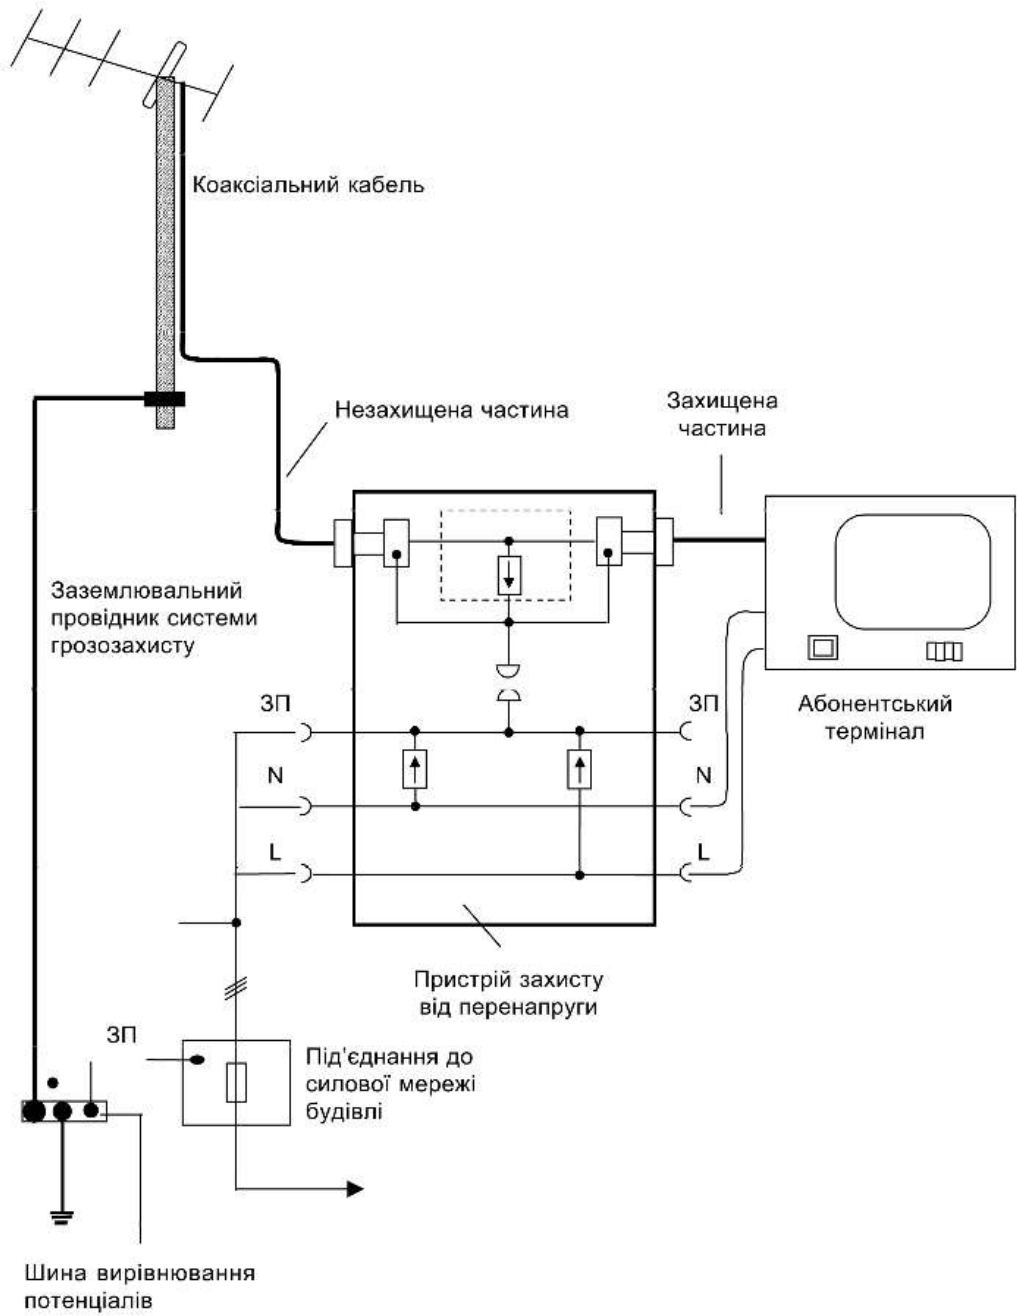 Коаксіальний кабель
Незахищена частина
Захищена
частина
Заземлювальний
провідник системи
грозозахисту
ЗП
ЗП
Абонентський
термінал
N
N
L
L
Пристрій захисту
від перенапруги
ЗП
Під'єднання до
силової мережі
будівлі
Шина вирівнювання
потенціалів